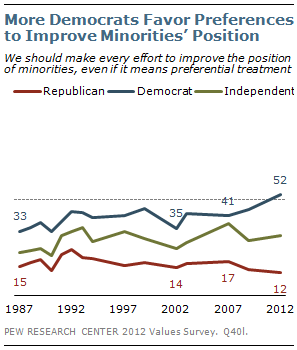 More Democrats Favor Preferences
to Improve Minorities’ Position
We should make every effort to improve the position
of minorities, even if it means preferential treatment
Republican Democrat Independent
52
33 35 41
15 14 17 12
1987 1992 1997 2002 2007 2012
PEW RESEARCH CENTER 2012 Values Survey. Q40l.